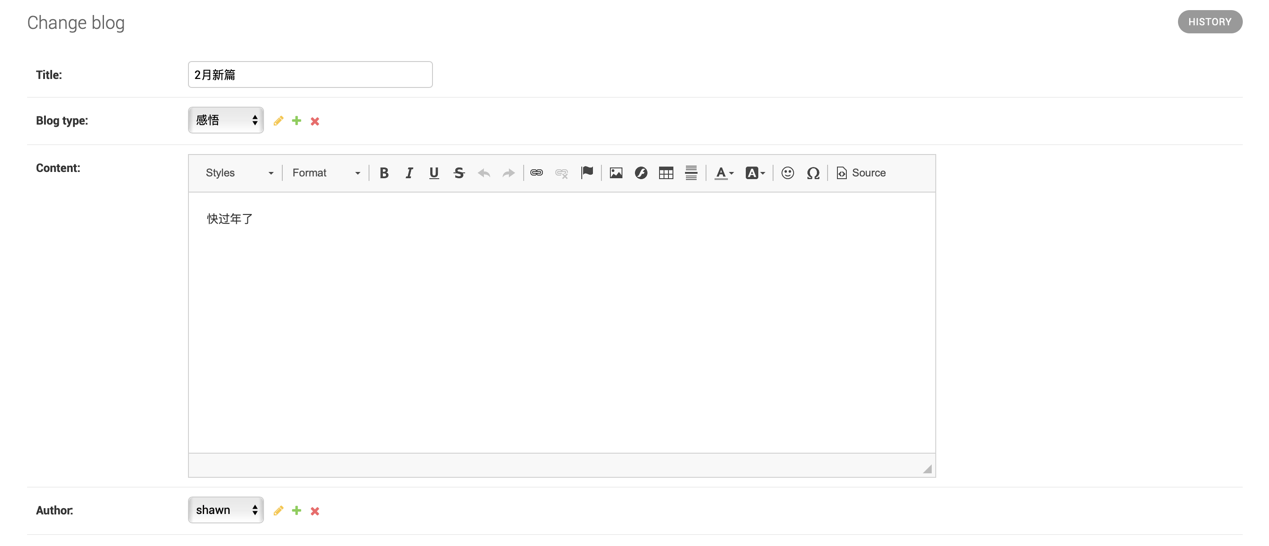 Change blog
HISTORY
Title:
2月新篇
Blog type:
感悟
Content:
Styles
Format
B I U S
A A Ω Source
快过年了
Author:
shawn